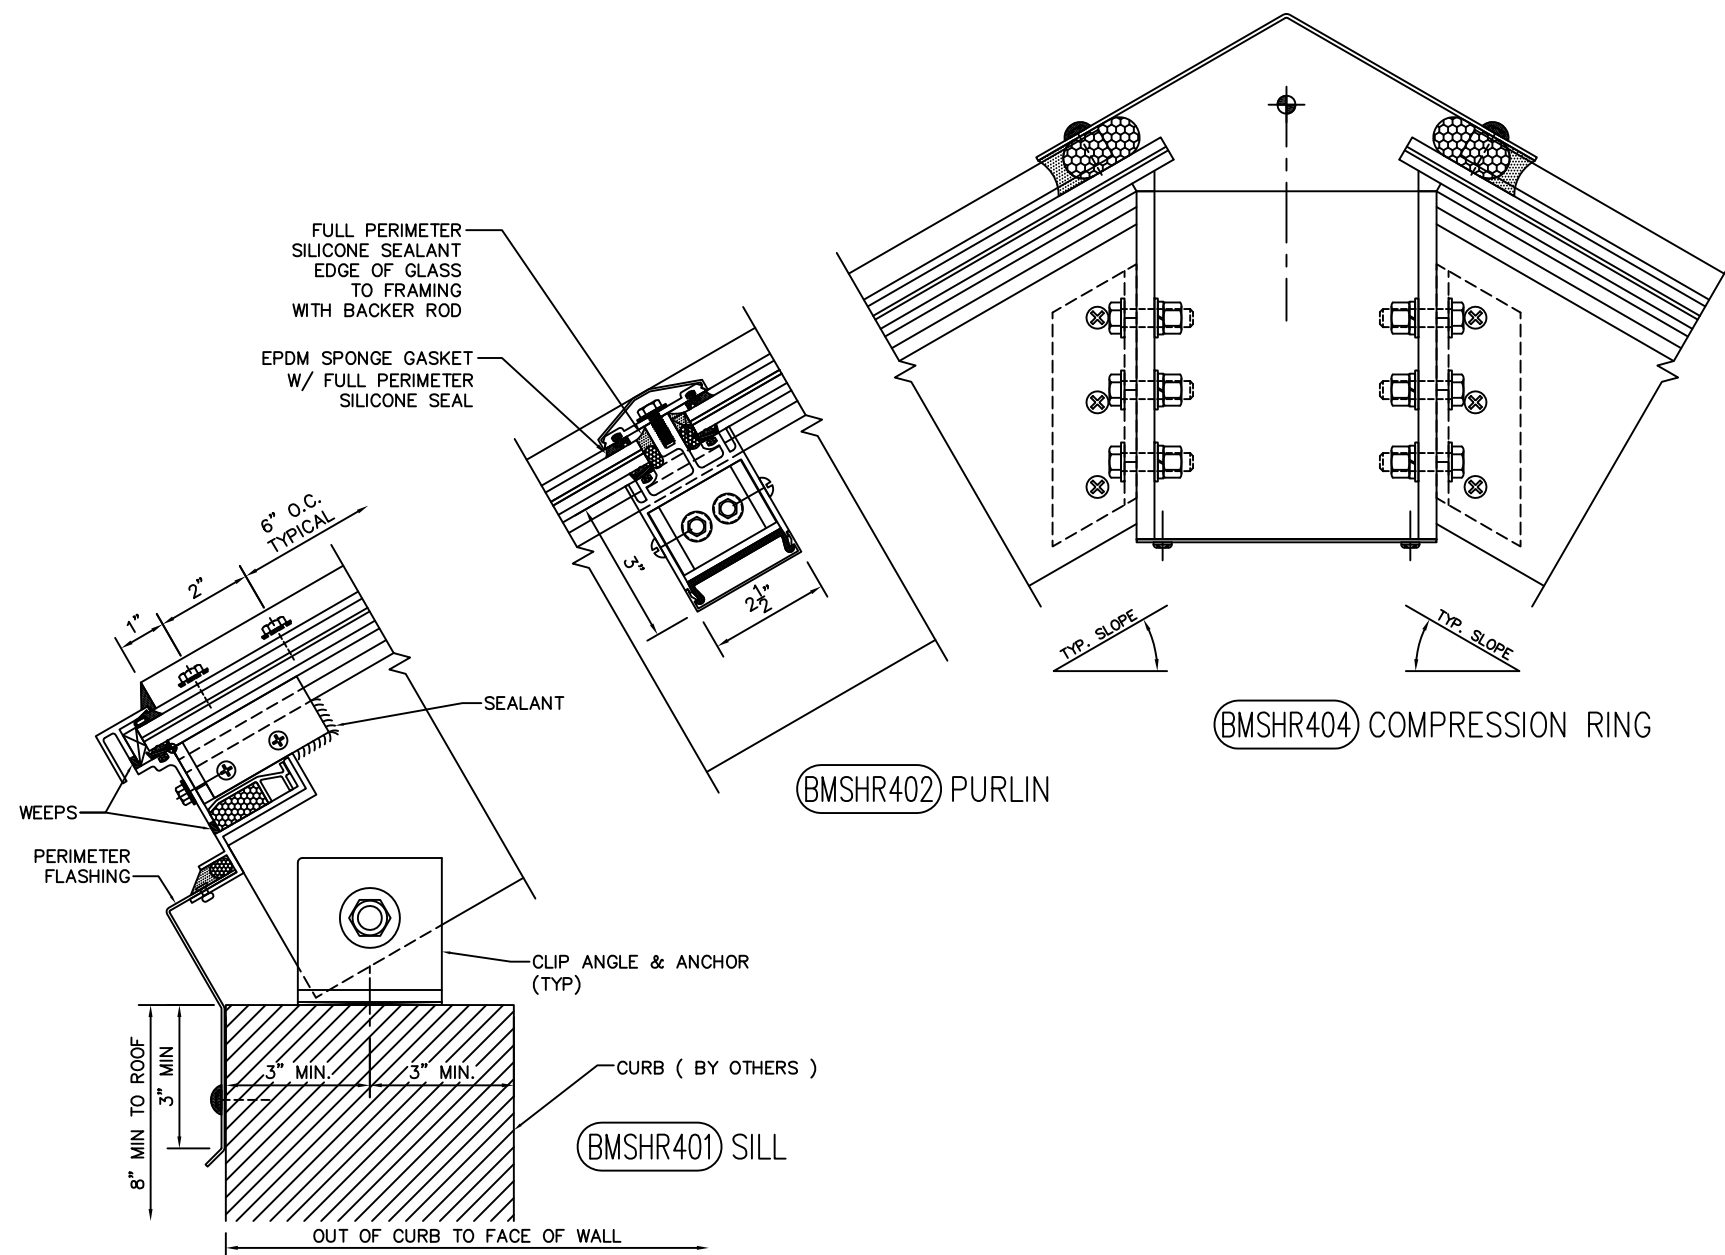 FULL PERIMETER
SILICONE SEALANT
EDGE OF GLASS
TO FRAMING
WITH BACKER ROD
EPDM SPONGE GASKET
W/ FULL PERIMETER
SILICONE SEAL
6" O.C.
TYPICAL
2"
1"
3"
2 1/2"
TYP. SLOPE
TYP. SLOPE
SEALANT
BMSHR404 COMPRESSION RING
BMSHR402 PURLIN
WEEPS
PERIMETER
FLASHING
CLIP ANGLE & ANCHOR
(TYP)
8" MIN TO ROOF
3" MIN
3" MIN.
3" MIN.
CURB ( BY OTHERS )
BMSHR401 SILL
OUT OF CURB TO FACE OF WALL